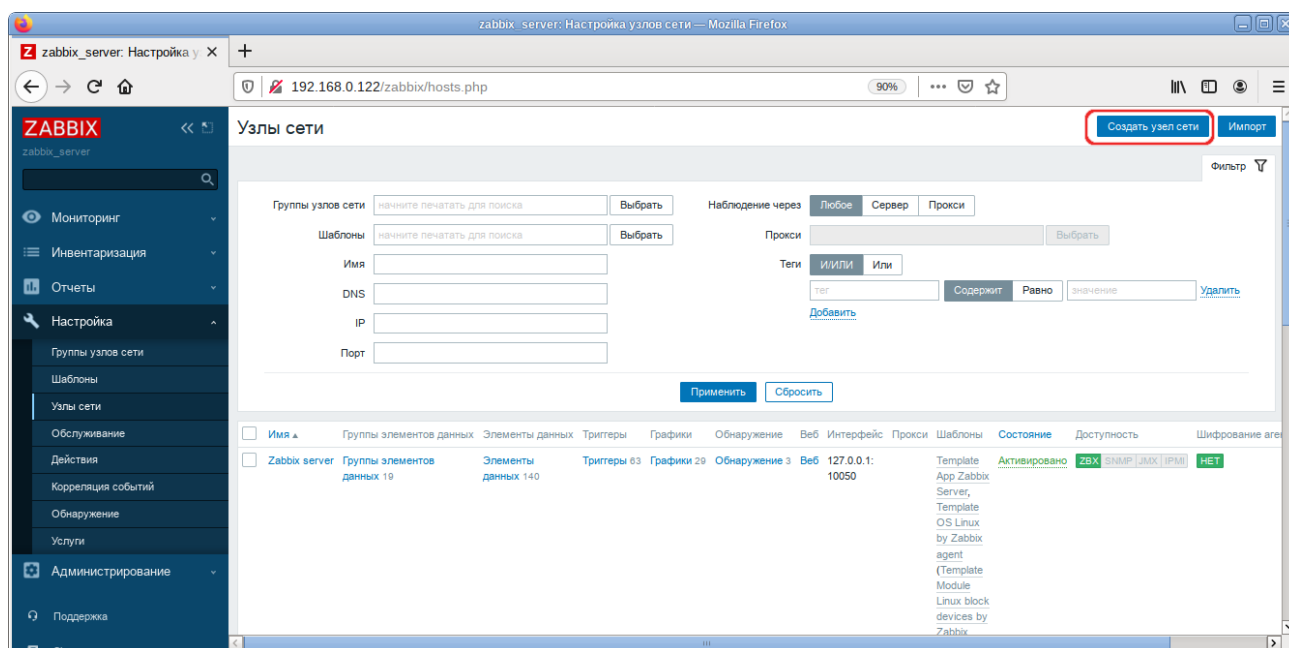 zabbix_server: Настройка узлов сети — Mozilla Firefox
Z zabbix_server: Настройка у
192.168.0.122/zabbix/hosts.php 90%
ZABBIX
zabbix_server
Мониторинг
Инвентаризация
Отчеты
Настройка
Группы узлов сети
Шаблоны
Узлы сети
Обслуживание
Действия
Корреляция событий
Обнаружение
Услуги
Администрирование
Поддержка
Узлы сети Создать узел сети Импорт
Фильтр
Группы узлов сети начните печатать для поиска Выбрать Наблюдение через Любое Сервер Прокси
Шаблоны начните печатать для поиска Выбрать Прокси Выбрать
Имя Теги И/ИЛИ Или
DNS тег Содержит Равно значение Удалить
IP Добавить
Порт
Применить Сбросить
Имя Группы элементов данных Элементы данных Триггеры Графики Обнаружение Веб Интерфейс Прокси Шаблоны Состояние Доступность Шифрование аген
Zabbix server Группы элементов Элементы Триггеры 63 Графики 29 Обнаружение 3 Веб 127.0.0.1: Template Активировано ZBX SNMP JMX IPMI НЕТ
данных 19 данных 140 10050 App Zabbix
Server,
Template
OS Linux
by Zabbix
agent
(Template
Module
Linux block
devices by
Zabbix